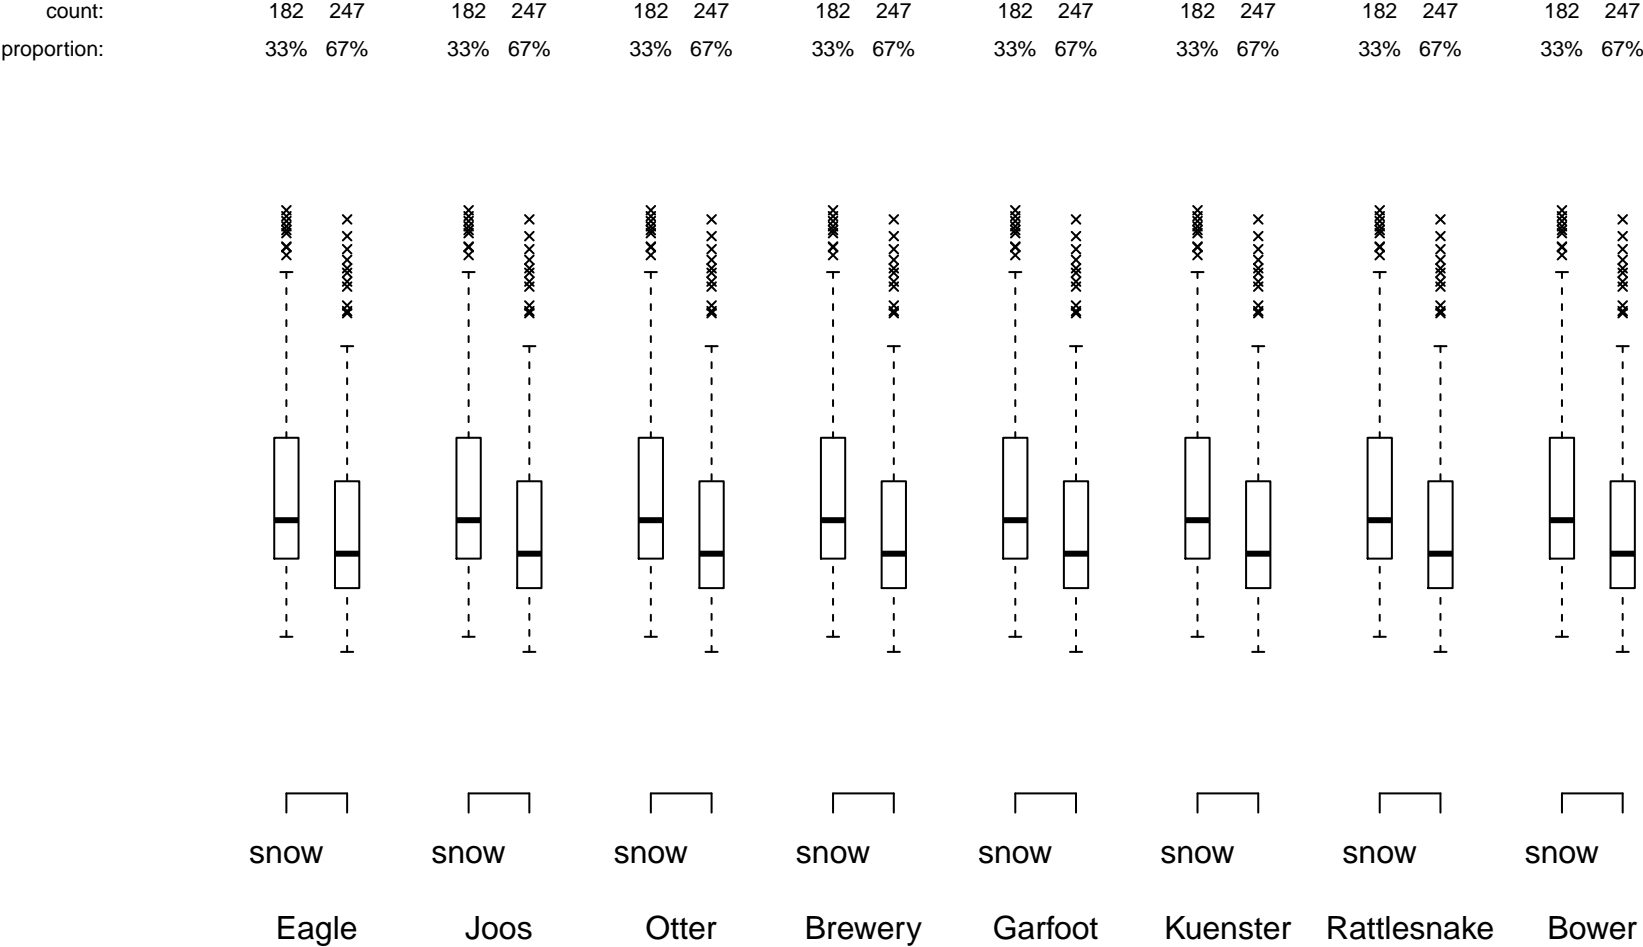 count: 182 247 182 247 182 247 182 247 182 247 182 247 182 247 182 247
proportion: 33% 67% 33% 67% 33% 67% 33% 67% 33% 67% 33% 67% 33% 67% 33% 67%
snow snow snow snow snow snow snow snow
Eagle Joos Otter Brewery Garfoot Kuenster Rattlesnake Bower